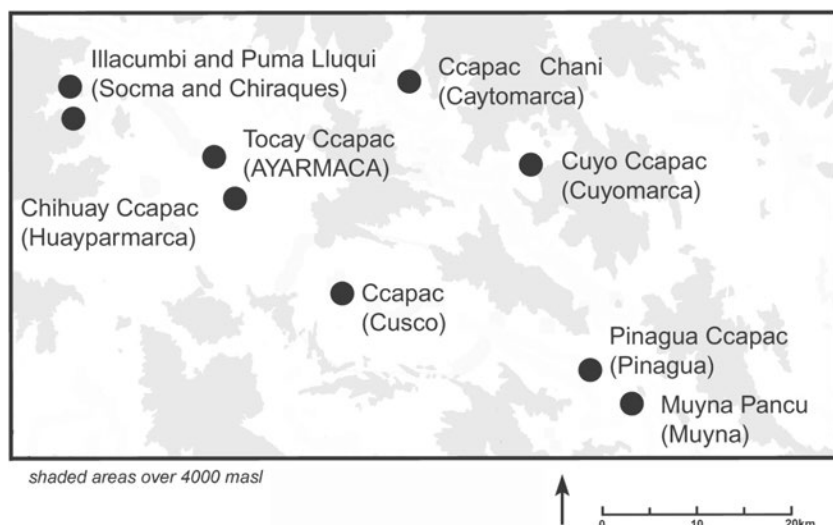 Illacumbi and Puma Lluqui
(Socma and Chiraques)
Ccapac Chani
(Caytomarca)
Tocay Ccapac
(AYARMACA)
Cuyo Ccapac
(Cuyomarca)
Chihuay Ccapac
(Huayparmarca)
Ccapac
(Cusco)
Pinagua Ccapac
(Pinagua)
Muyna Pancu
(Muyna)
shaded areas over 4000 masl
0 10 20km